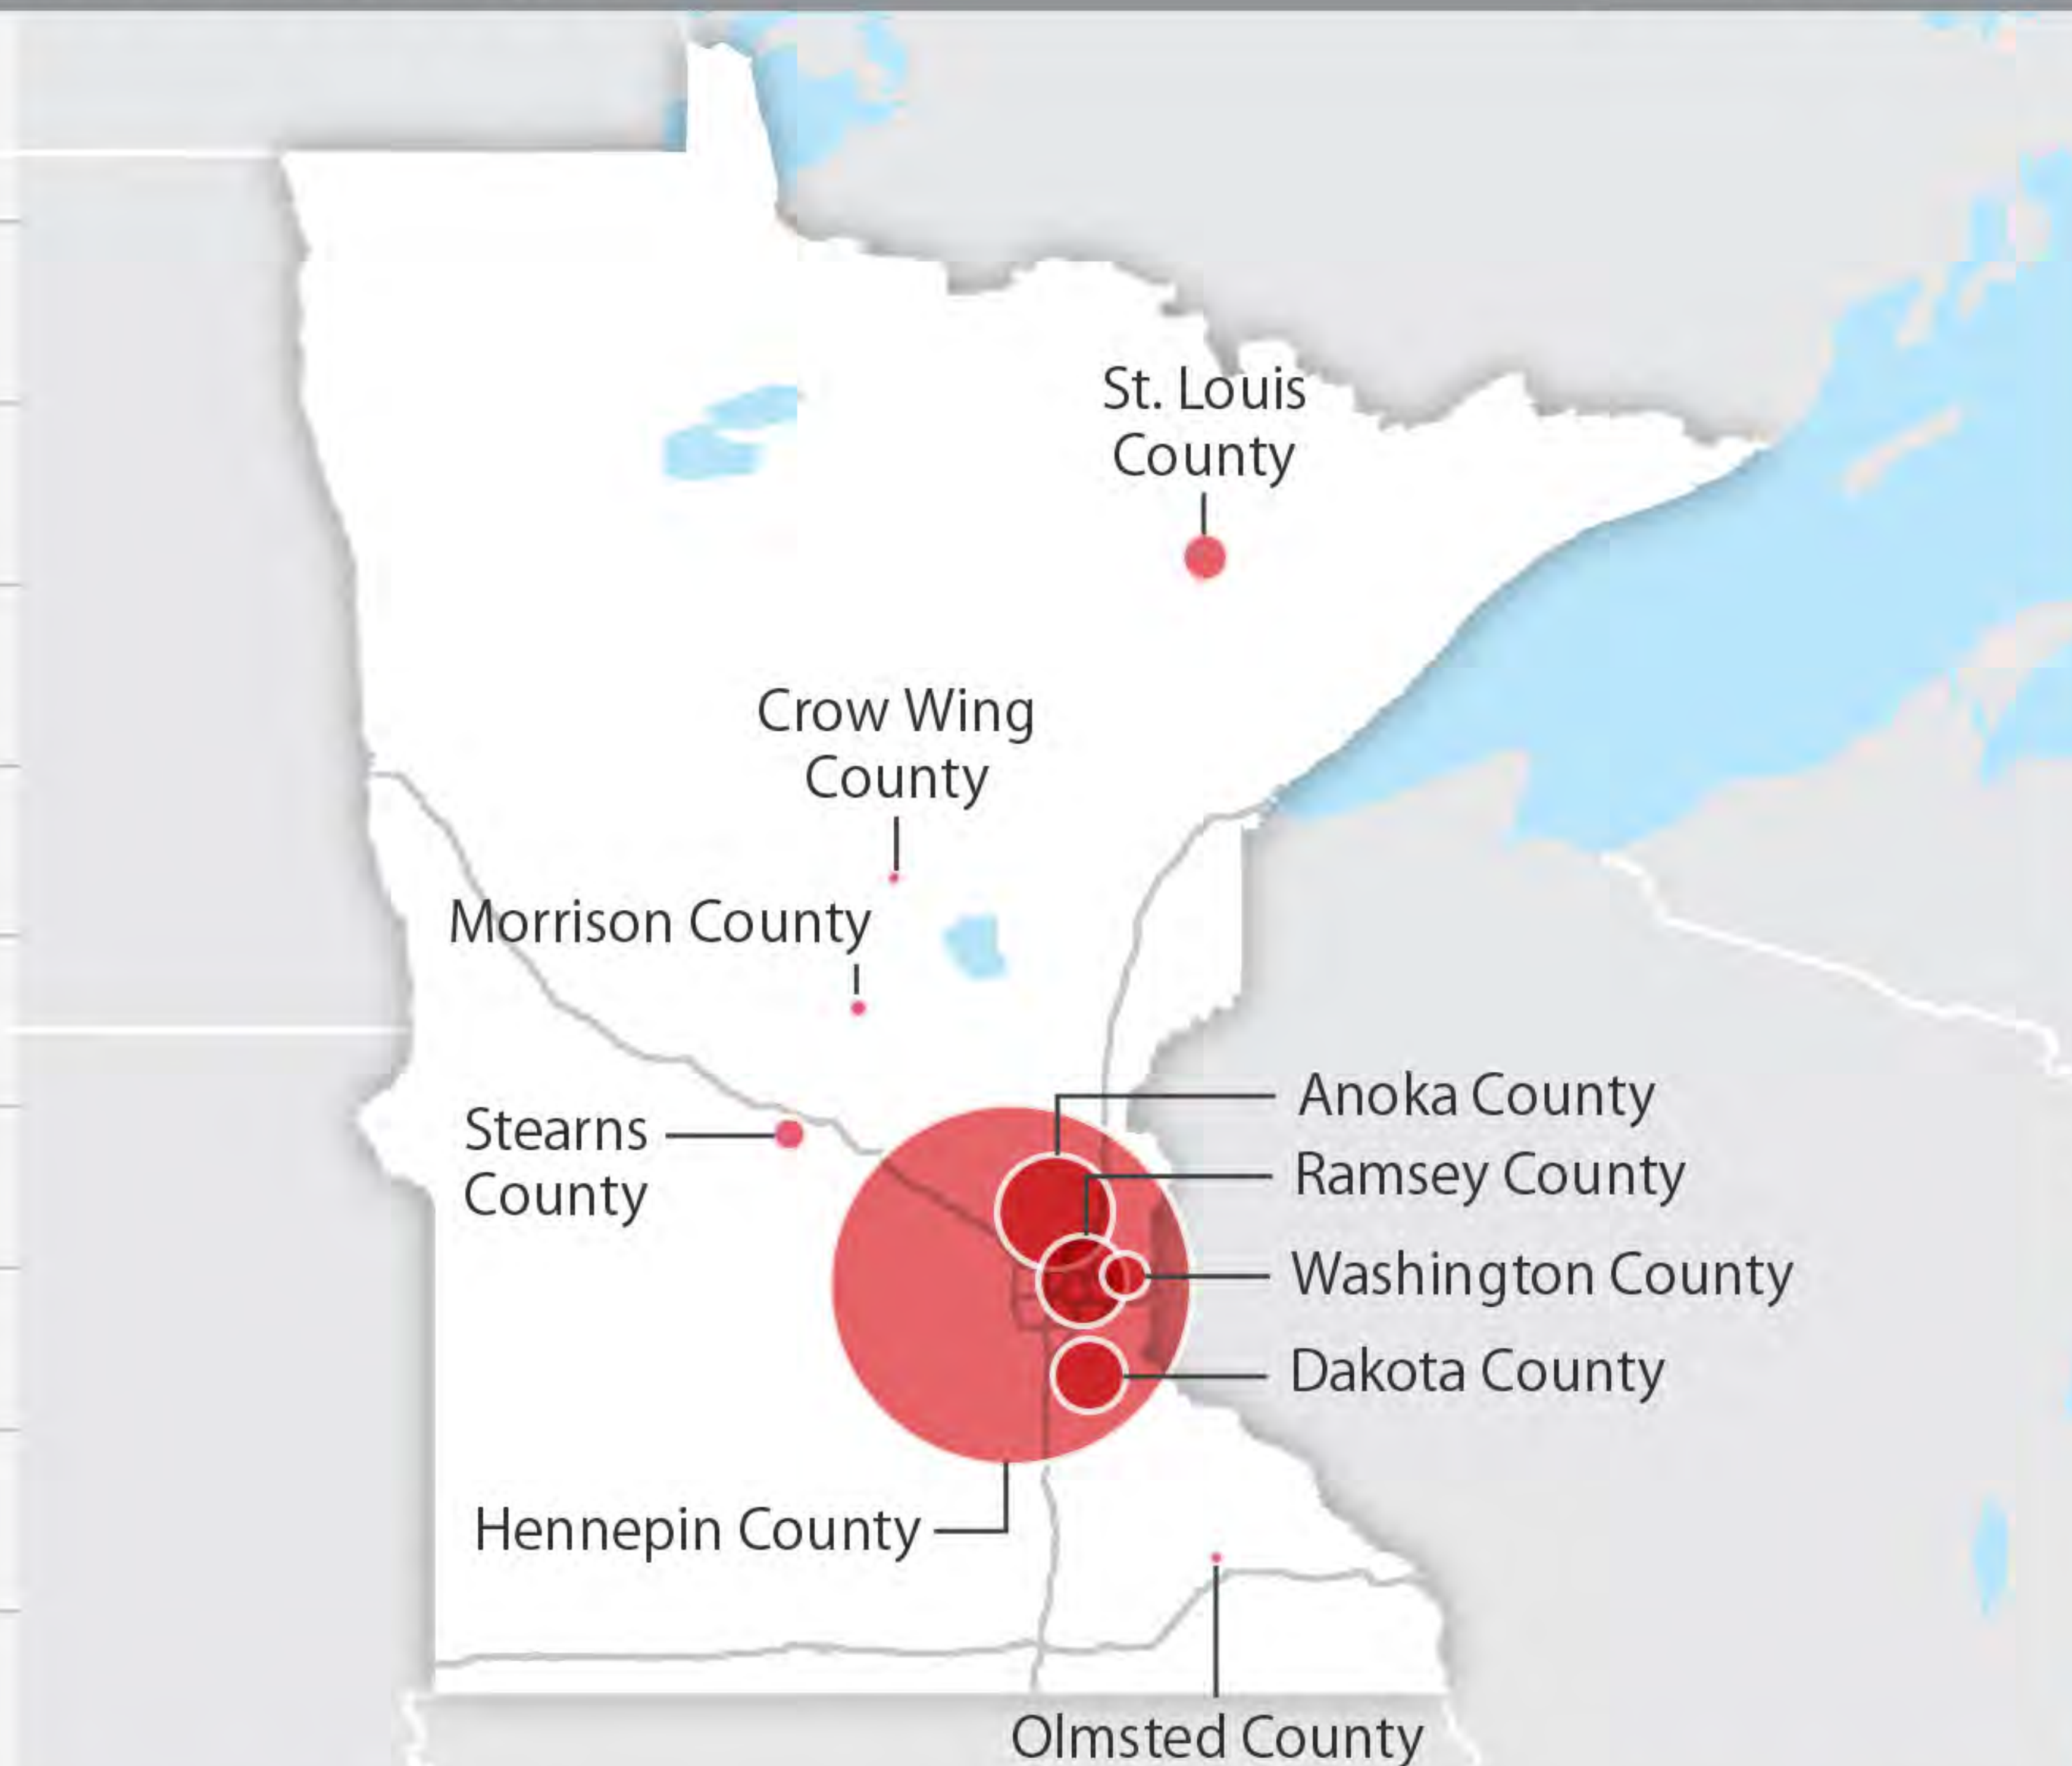 St. Louis
County
Crow Wing
County
Morrison County
Anoka County
Stearns
County
Ramsey County
Washington County
Dakota County
Hennepin County
Olmsted County